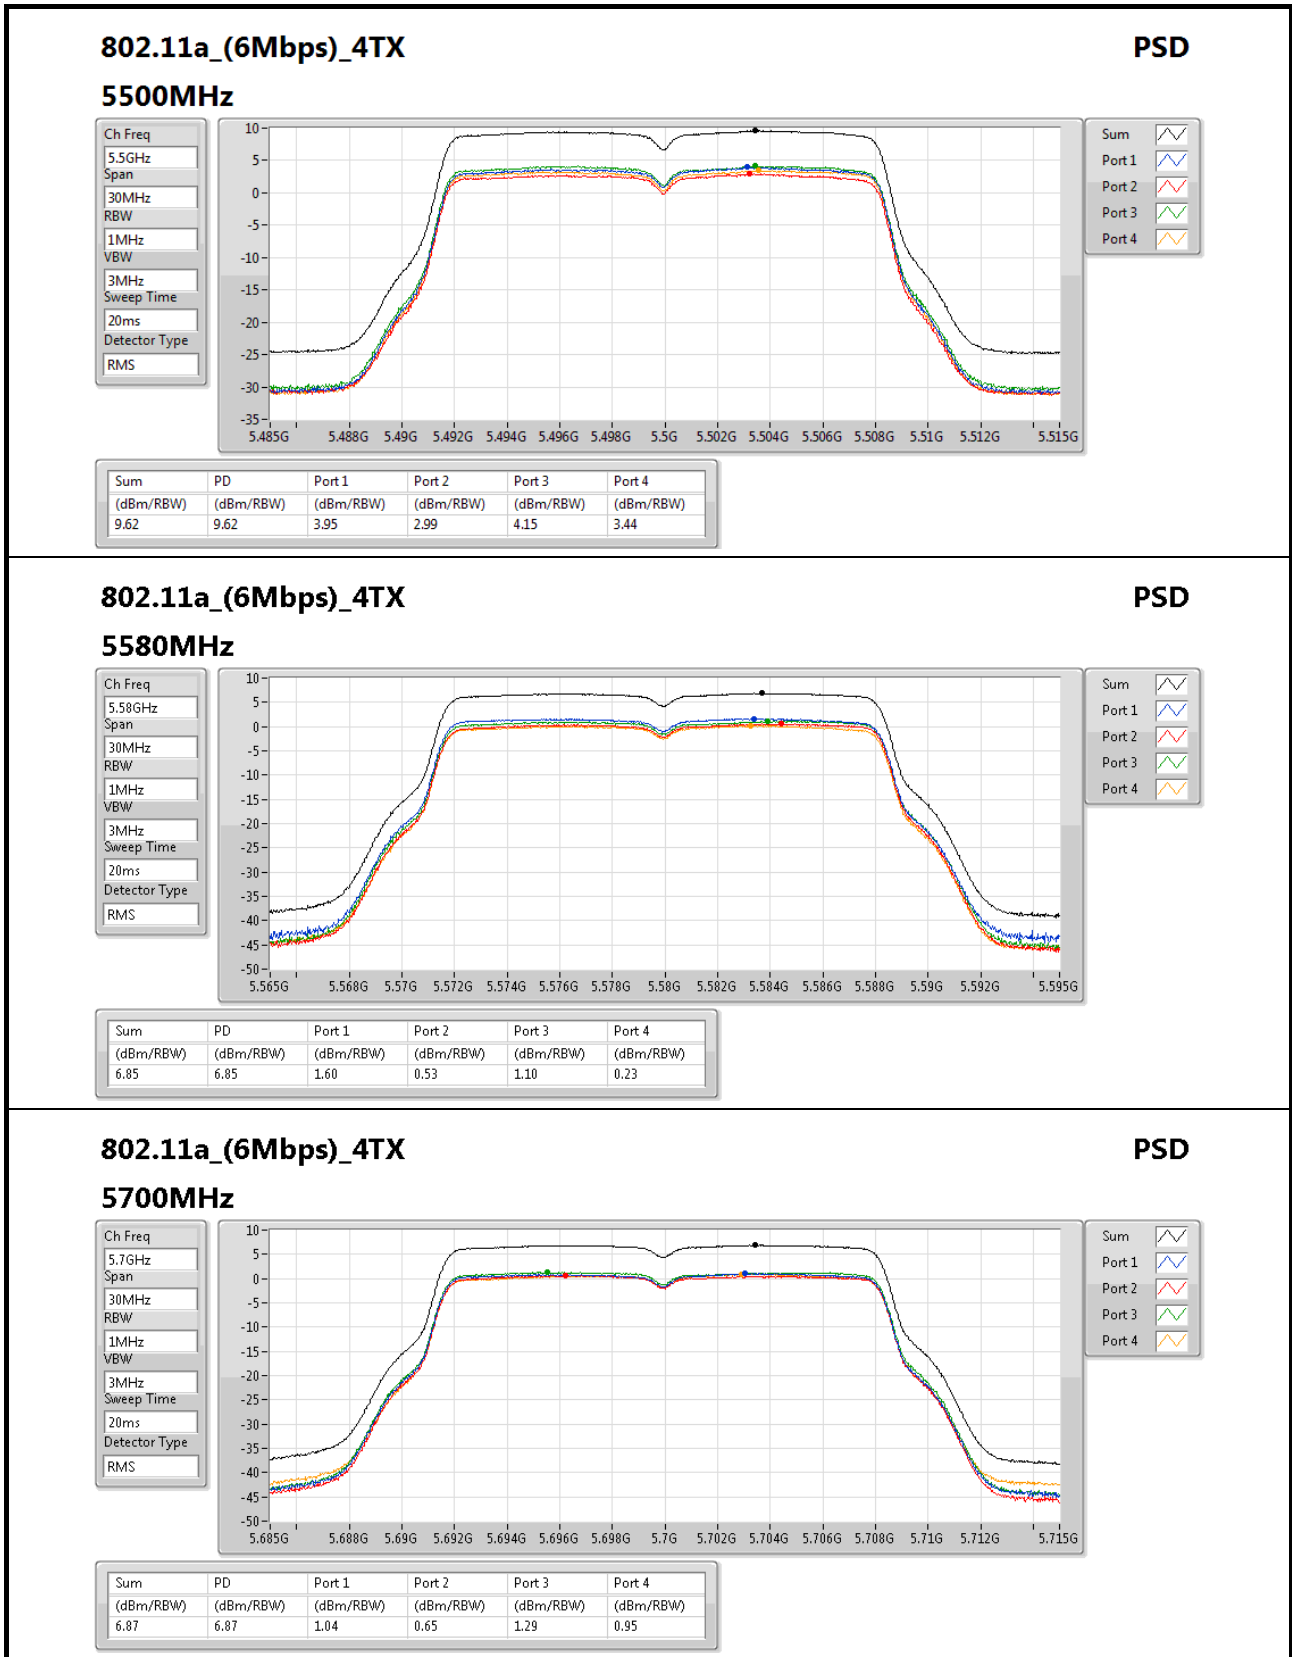 802.11a_(6Mbps)_4TX PSD
5500MHz
Ch Freq
5.5GHz
Span
30MHz
RBW
1MHz
VBW
3MHz
Sweep Time
20ms
Detector Type
RMS
10
5
0
-5
-10
-15
-20
-25
-30
-35
5.485G 5.488G 5.49G 5.492G 5.494G 5.496G 5.498G 5.5G 5.502G 5.504G 5.506G 5.508G 5.51G 5.512G 5.515G
Sum
Port 1
Port 2
Port 3
Port 4
Sum PD Port 1 Port 2 Port 3 Port 4
(dBm/RBW) (dBm/RBW) (dBm/RBW) (dBm/RBW) (dBm/RBW) (dBm/RBW)
9.62 9.62 3.95 2.99 4.15 3.44
802.11a_(6Mbps)_4TX PSD
5580MHz
Ch Freq
5.58GHz
Span
30MHz
RBW
1MHz
VBW
3MHz
Sweep Time
20ms
Detector Type
RMS
10
5
0
-5
-10
-15
-20
-25
-30
-35
-40
-45
-50
5.565G 5.568G 5.57G 5.572G 5.574G 5.576G 5.578G 5.58G 5.582G 5.584G 5.586G 5.588G 5.59G 5.592G 5.595G
Sum
Port 1
Port 2
Port 3
Port 4
Sum PD Port 1 Port 2 Port 3 Port 4
(dBm/RBW) (dBm/RBW) (dBm/RBW) (dBm/RBW) (dBm/RBW) (dBm/RBW)
6.85 6.85 1.60 0.53 1.10 0.23
802.11a_(6Mbps)_4TX PSD
5700MHz
Ch Freq
5.7GHz
Span
30MHz
RBW
1MHz
VBW
3MHz
Sweep Time
20ms
Detector Type
RMS
10
5
0
-5
-10
-15
-20
-25
-30
-35
-40
-45
-50
5.685G 5.688G 5.69G 5.692G 5.694G 5.696G 5.698G 5.7G 5.702G 5.704G 5.706G 5.708G 5.71G 5.712G 5.715G
Sum
Port 1
Port 2
Port 3
Port 4
Sum PD Port 1 Port 2 Port 3 Port 4
(dBm/RBW) (dBm/RBW) (dBm/RBW) (dBm/RBW) (dBm/RBW) (dBm/RBW)
6.87 6.87 1.04 0.65 1.29 0.95